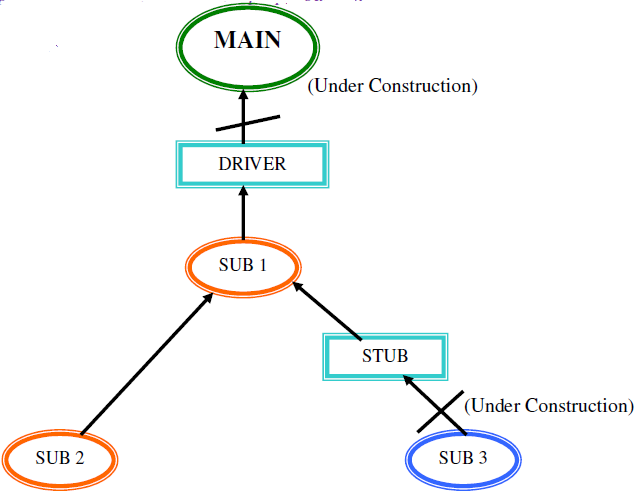 MAIN
(Under Construction)
DRIVER
SUB 1
STUB
(Under Construction)
SUB 2
SUB 3